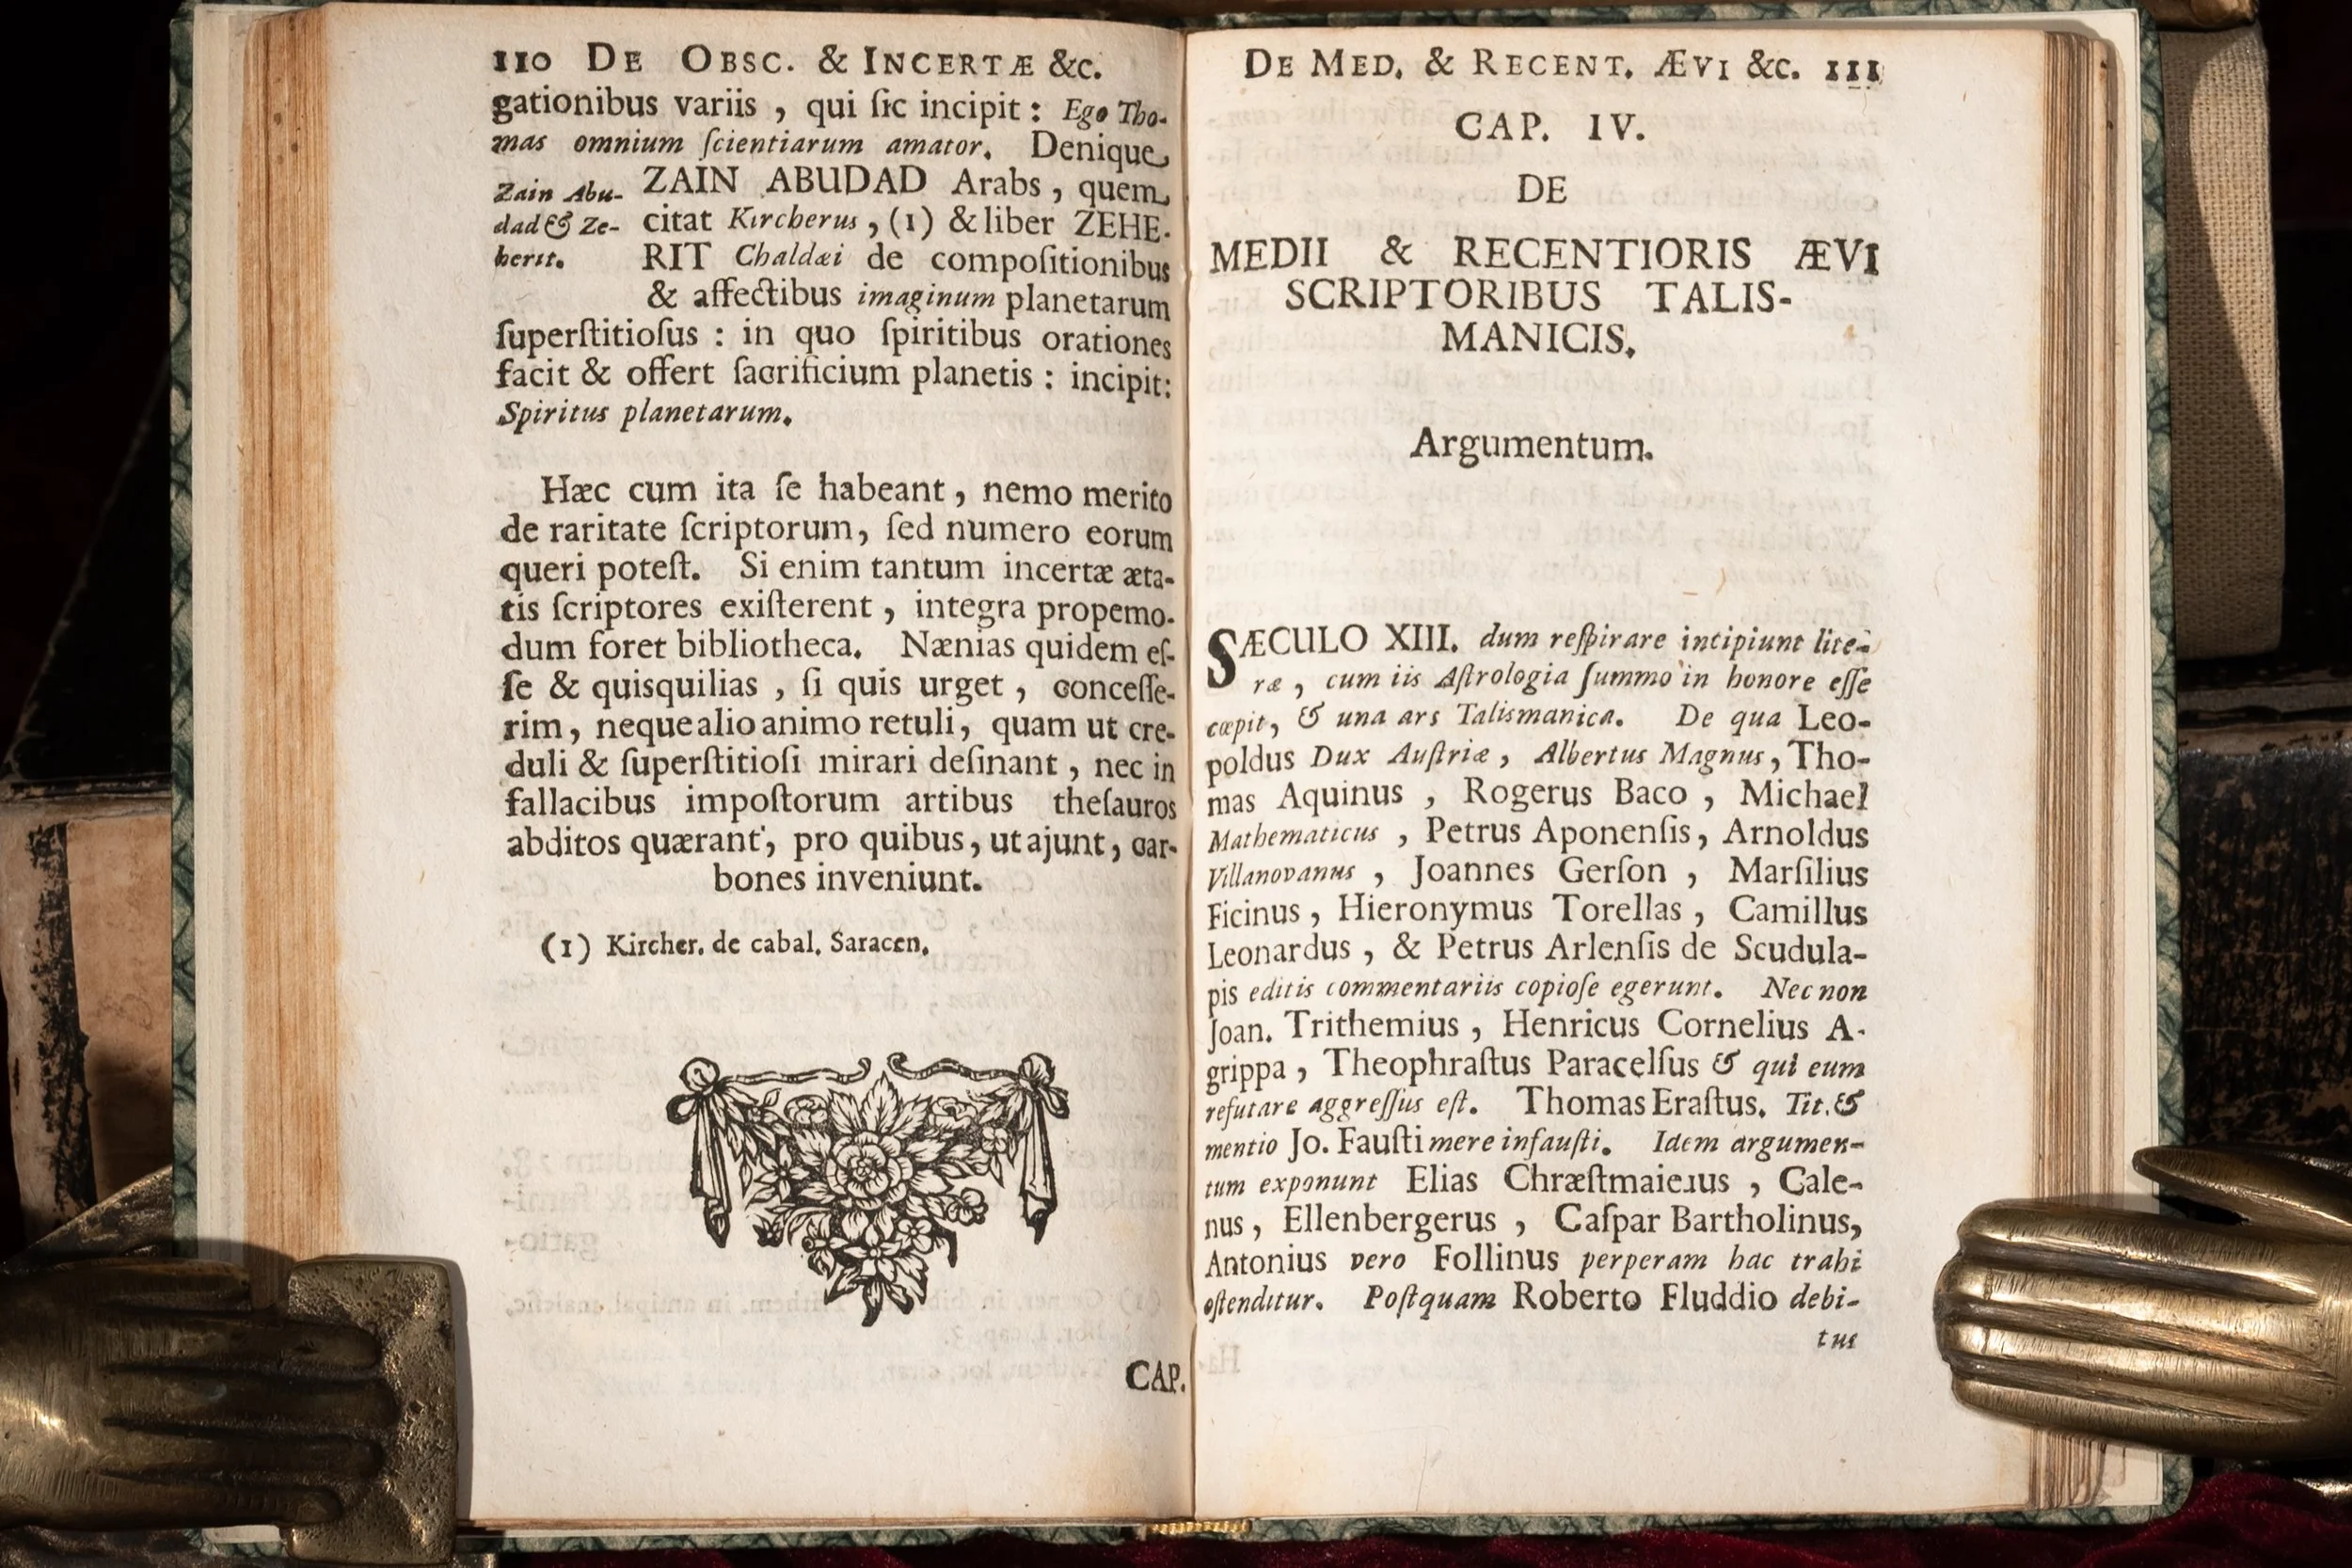 110 De Obsc. & Incertæ &c.
gationibus variis , qui ſic incipit : Ego Tho-
mas omnium ſcientiarum amator. Denique
Zain Abu-
dad & Ze-
herit.
ZAIN ABUDAD Arabs , quem
citat Kircherus , (1) & liber ZEHE-
RIT Chaldæi de compoſitionibus
& affectibus imaginum planetarum
ſuperſtitioſus : in quo ſpiritibus orationes
facit & offert ſacrificium planetis : incipit:
Spiritus planetarum.
Hæc cum ita ſe habeant , nemo merito
de raritate ſcriptorum, ſed numero eorum
queri poteſt. Si enim tantum incertæ æta-
tis ſcriptores exiſterent , integra propemo-
dum foret bibliotheca. Nænias quidem eſ-
ſe & quisquilias , ſi quis urget , conceſſe-
rim , neque alio animo retuli , quam ut cre-
duli & ſuperſtitioſi mirari deſinant , nec in
fallacibus impoſtorum artibus theſauros
abditos quærant , pro quibus , ut ajunt , car-
bones inveniunt.
(1) Kircher. de cabal. Saracen.
CAP.
De Med. & Recent. Ævi &c. 111
CAP. IV.
DE
MEDII & RECENTIORIS ÆVI
SCRIPTORIBUS TALIS-
MANICIS.
Argumentum.
SÆCULO XIII. dum reſpirare incipiunt lite-
ræ , cum iis Aſtrologia ſummo in honore eſſe
cœpit, & una ars Talismanica. De qua Leo-
poldus Dux Auſtriæ , Albertus Magnus , Tho-
mas Aquinus , Rogerus Baco , Michael
Mathematicus , Petrus Aponenſis , Arnoldus
Villanovanus , Joannes Gerſon , Marſilius
Ficinus , Hieronymus Torellas , Camillus
Leonardus , & Petrus Arlenſis de Scudula-
pis editis commentariis copioſe egerunt. Nec non
Joan. Trithemius , Henricus Cornelius A-
grippa , Theophraſtus Paracelſus & qui eum
refutare aggreſſus eſt. Thomas Eraſtus. Tit. &
mentio Jo. Fauſti mere infauſti. Idem argumen-
tum exponunt Elias Chræſtmaierus , Gale-
nus , Ellenbergerus , Caſpar Bartholinus,
Antonius vero Follinus perperam hac trahi
oſtenditur. Poſtquam Roberto Fluddio debi-
tus